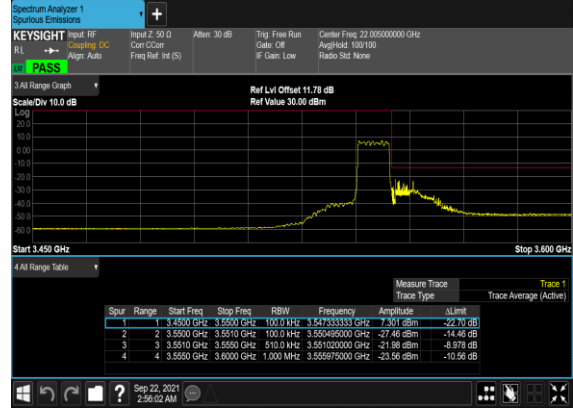 Spectrum Analyzer 1
Spurious Emissions
KEYSIGHT Input: RF Input Z: 50 Ω Atten: 30 dB Trig: Free Run Center Freq: 22.005000000 GHz
R L Coupling: DC Corr CCorr Gate: Off Avg|Hold: 100/100
Align: Auto Freq Ref: Int (S) IF Gain: Low Radio Std: None
PASS
3 All Range Graph
Ref Lvl Offset 11.78 dB
Scale/Div 10.0 dB Ref Value 30.00 dBm
Log
20.0
10.0
0.00
-10.0
-20.0
-30.0
-40.0
-50.0
-60.0
Start 3.450 GHz Stop 3.600 GHz
4 All Range Table
Measure Trace Trace 1
Trace Type Trace Average (Active)
Spur Range Start Freq Stop Freq RBW Frequency Amplitude ΔLimit
1 1 3.4500 GHz 3.5500 GHz 100.0 kHz 3.547333333 GHz 7.301 dBm -22.70 dB
2 2 3.5500 GHz 3.5510 GHz 100.0 kHz 3.550495000 GHz -27.46 dBm -14.46 dB
3 3 3.5510 GHz 3.5550 GHz 510.0 kHz 3.551020000 GHz -21.98 dBm -8.978 dB
4 4 3.5550 GHz 3.6000 GHz 1.000 MHz 3.555975000 GHz -23.56 dBm -10.56 dB
Sep 22, 2021
2:56:02 AM